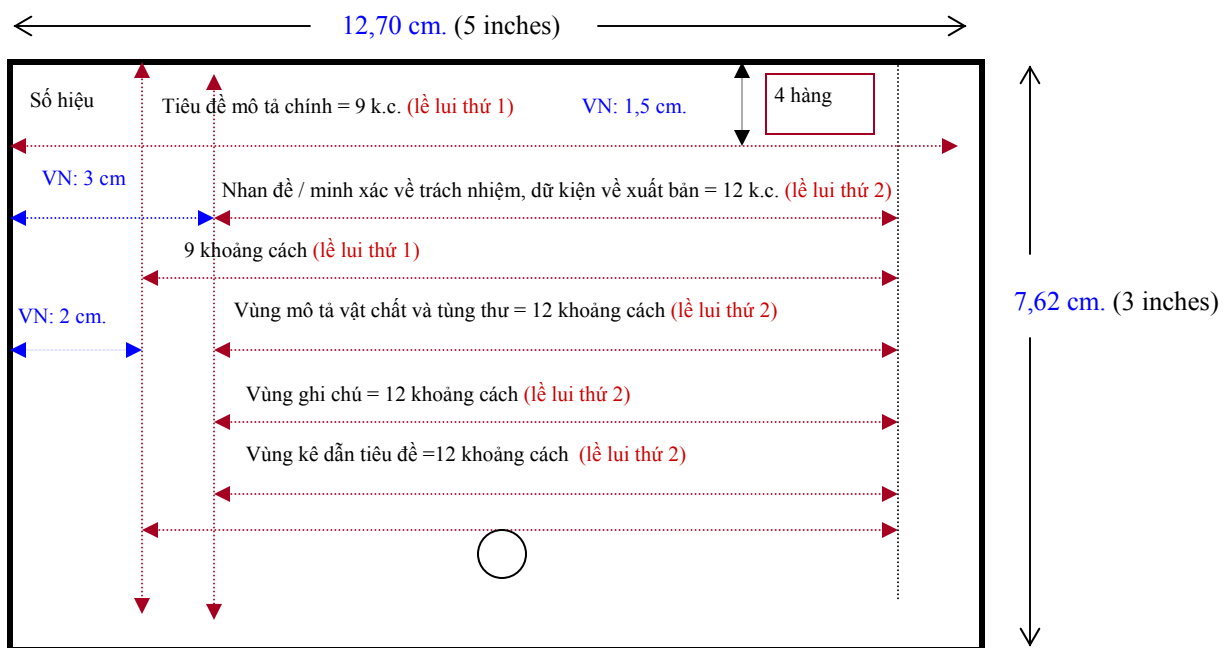 12,70 cm. (5 inches)
Số hiệu
Tiêu đề mô tả chính = 9 k.c. (lề lui thứ 1)
VN: 1,5 cm.
4 hàng
VN: 3 cm
Nhan đề / minh xác về trách nhiệm, dữ kiện về xuất bản = 12 k.c. (lề lui thứ 2)
9 khoảng cách (lề lui thứ 1)
VN: 2 cm.
Vùng mô tả vật chất và tùng thư = 12 khoảng cách (lề lui thứ 2)
7,62 cm. (3 inches)
Vùng ghi chú = 12 khoảng cách (lề lui thứ 2)
Vùng kê dẫn tiêu đề =12 khoảng cách (lề lui thứ 2)